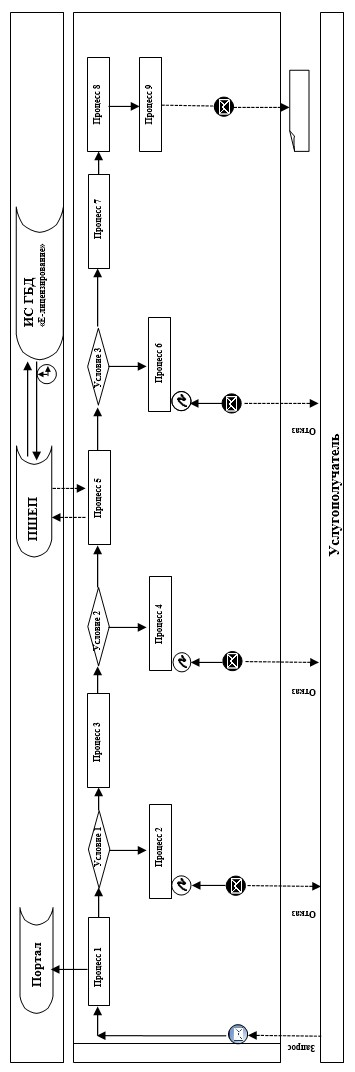 Портал
ПШЕП
ИС ГБД
«Е-лицензирование»
Процесс 1
Условие 1
Процесс 3
Условие 2
Процесс 5
Условие 3
Процесс 7
Процесс 8
Процесс 9
Процесс 2
Процесс 4
Процесс 6
Запрос
Отказ
Отказ
Отказ
Услугополучатель